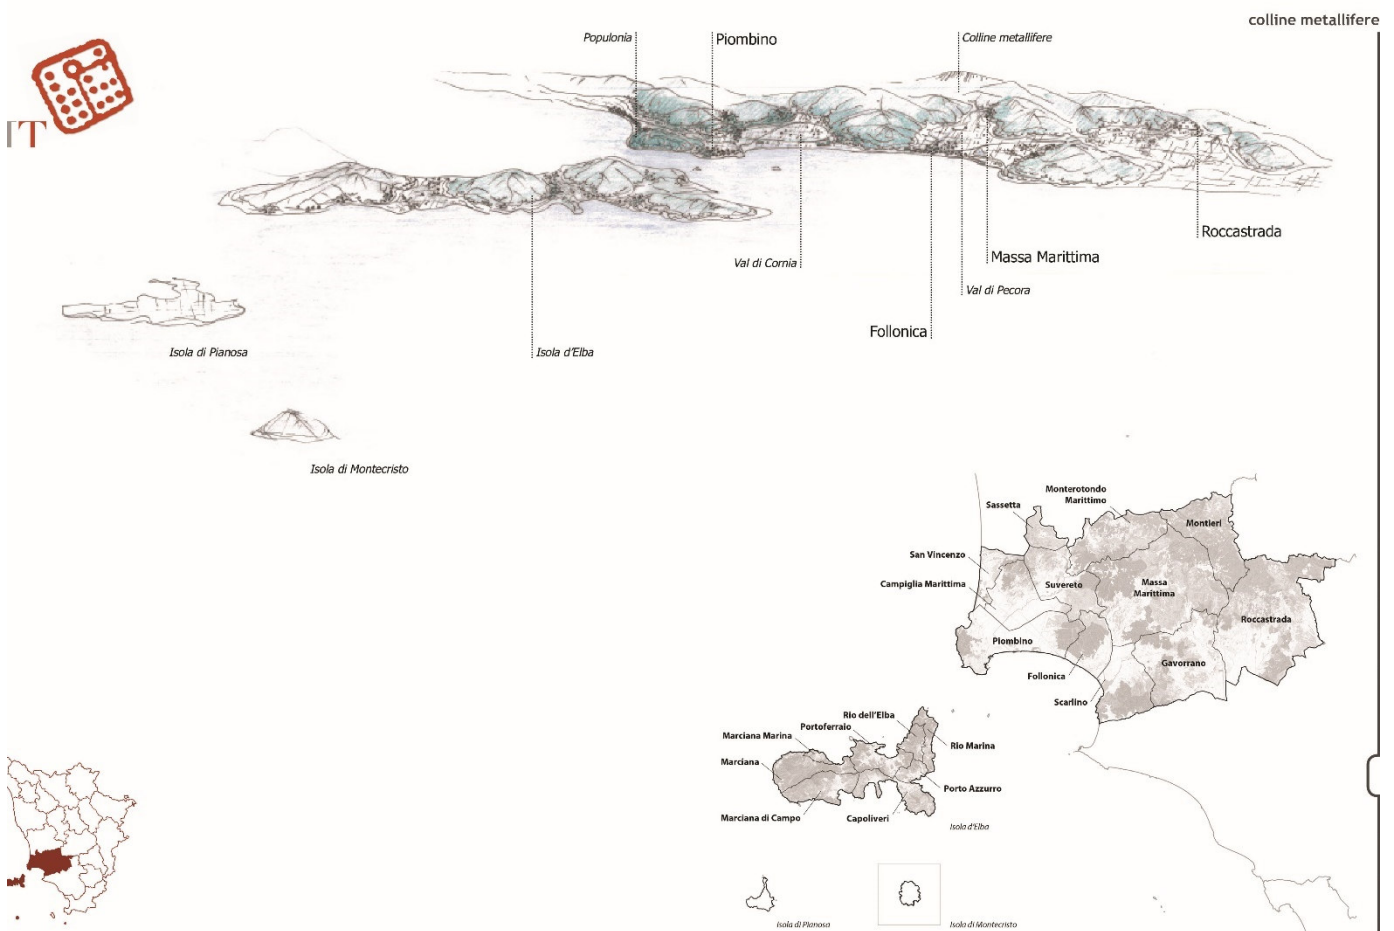 colline metallifere
IT
Populonia
Piombino
Colline metallifere
Roccastrada
Massa Marittima
Val di Cornia
Val di Pecora
Follonica
Isola di Pianosa
Isola d'Elba
Isola di Montecristo
Monterotondo
Marittimo
Sassetta
Montieri
San Vincenzo
Campiglia Marittima
Suvereto
Massa
Marittima
Roccastrada
Piombino
Gavorrano
Follonica
Scarlino
Rio dell'Elba
Portoferraio
Marciana Marina
Rio Marina
Marciana
Porto Azzurro
Marciana di Campo
Capoliveri
Isola d'Elba
Isola di Pianosa
Isola di Montecristo